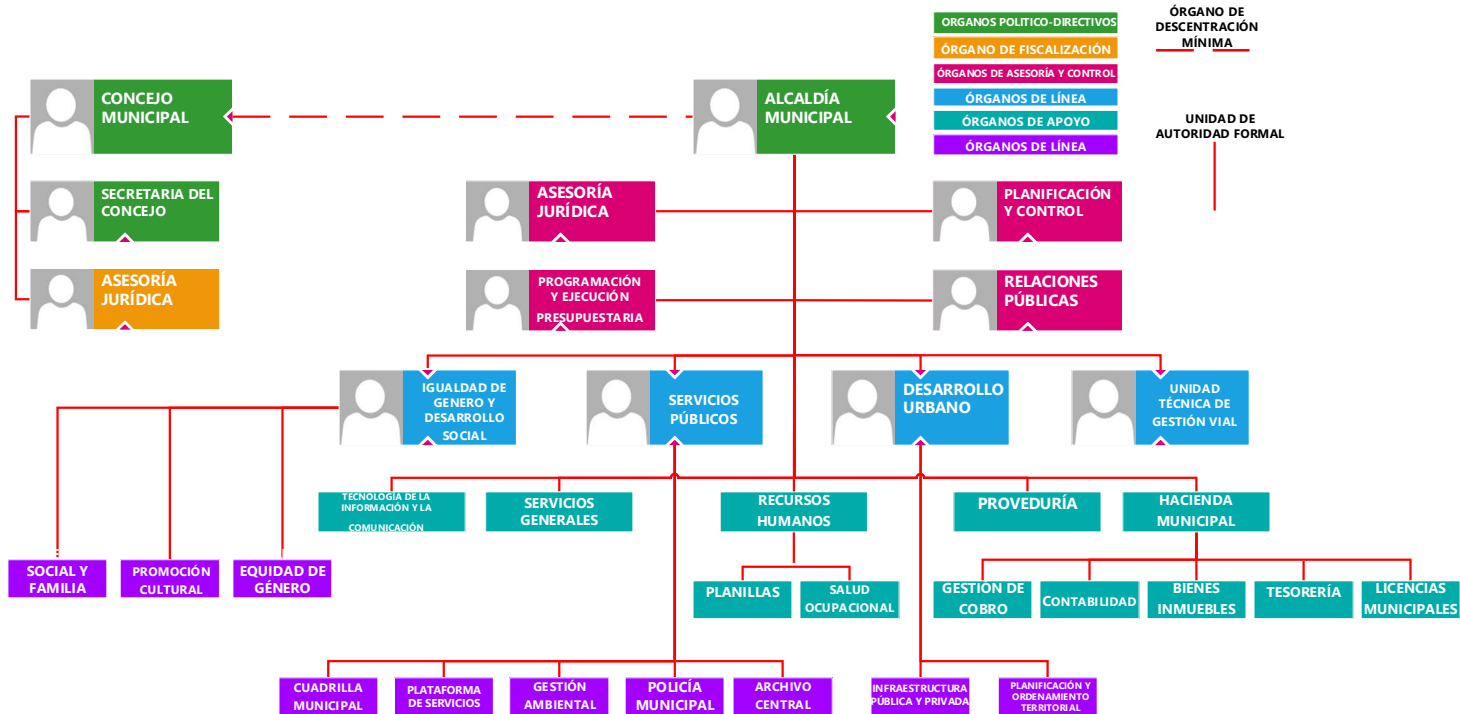 ORGANOS POLITICO-DIRECTIVOS
ÓRGANO DE FISCALIZACIÓN
ÓRGANOS DE ASESORÍA Y CONTROL
ÓRGANOS DE LÍNEA
ÓRGANOS DE APOYO
ÓRGANOS DE LÍNEA
ÓRGANO DE
DESCENTRACIÓN
MÍNIMA
UNIDAD DE
AUTORIDAD FORMAL
CONCEJO
MUNICIPAL
ALCALDÍA
MUNICIPAL
SECRETARIA DEL
CONCEJO
ASESORÍA
JURÍDICA
PLANIFICACIÓN
Y CONTROL
ASESORÍA
JURÍDICA
PROGRAMACIÓN
Y EJECUCIÓN
PRESUPUESTARIA
RELACIONES
PÚBLICAS
IGUALDAD DE
GENERO Y
DESARROLLO
SOCIAL
SERVICIOS
PÚBLICOS
DESARROLLO
URBANO
UNIDAD
TÉCNICA DE
GESTIÓN VIAL
TECNOLOGÍA DE LA
INFORMACIÓN Y LA
COMUNICACIÓN
SERVICIOS
GENERALES
RECURSOS
HUMANOS
PROVEDURÍA
HACIENDA
MUNICIPAL
SOCIAL Y
FAMILIA
PROMOCIÓN
CULTURAL
EQUIDAD DE
GÉNERO
PLANILLAS
SALUD
OCUPACIONAL
GESTIÓN DE
COBRO
CONTABILIDAD
BIENES
INMUEBLES
TESORERÍA
LICENCIAS
MUNICIPALES
CUADRILLA
MUNICIPAL
PLATAFORMA
DE SERVICIOS
GESTIÓN
AMBIENTAL
POLICÍA
MUNICIPAL
ARCHIVO
CENTRAL
INFRAESTRUCTURA
PÚBLICA Y PRIVADA
PLANIFICACIÓN Y
ORDENAMIENTO
TERRITORIAL